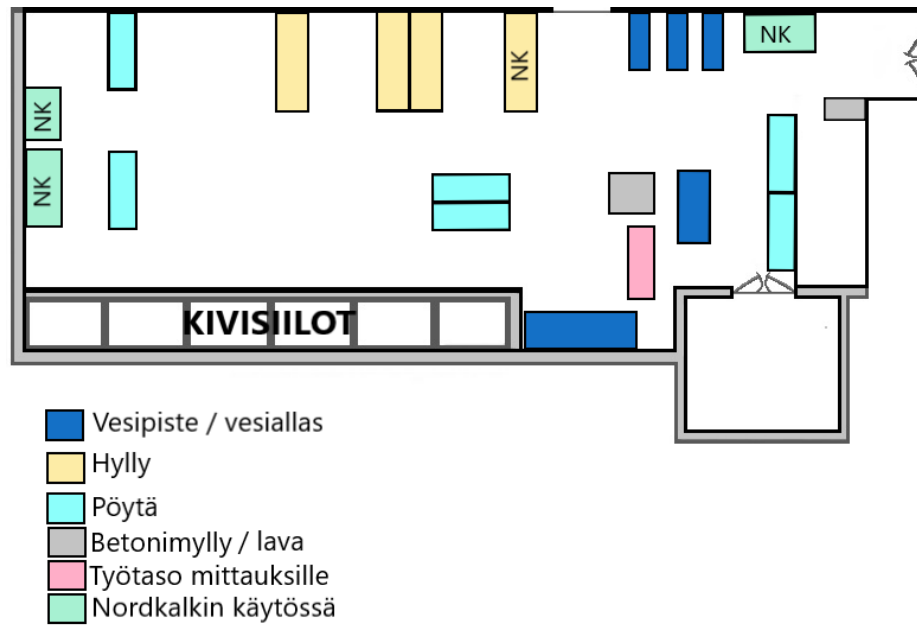 NK
NK
NK
NK
KIVISIILOT
Vesipiste / vesiallas
Hylly
Pöytä
Betonimylly / lava
Työtaso mittauksille
Nordkalkin käytössä